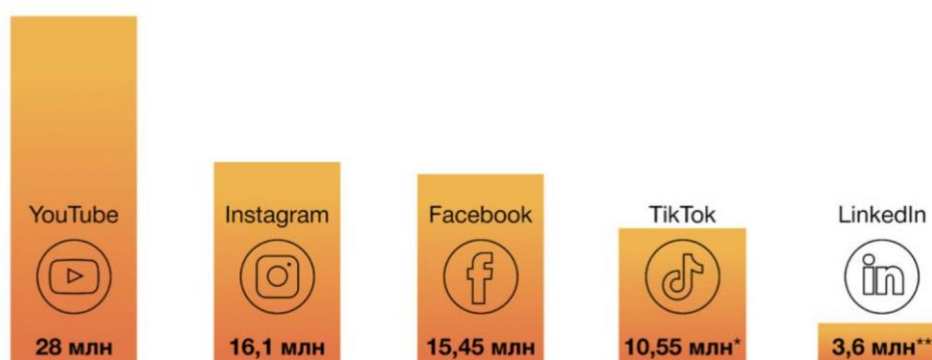 YouTube
28 млн
Instagram
16,1 млн
Facebook
15,45 млн
TikTok
10,55 млн*
LinkedIn
3,6 млн**